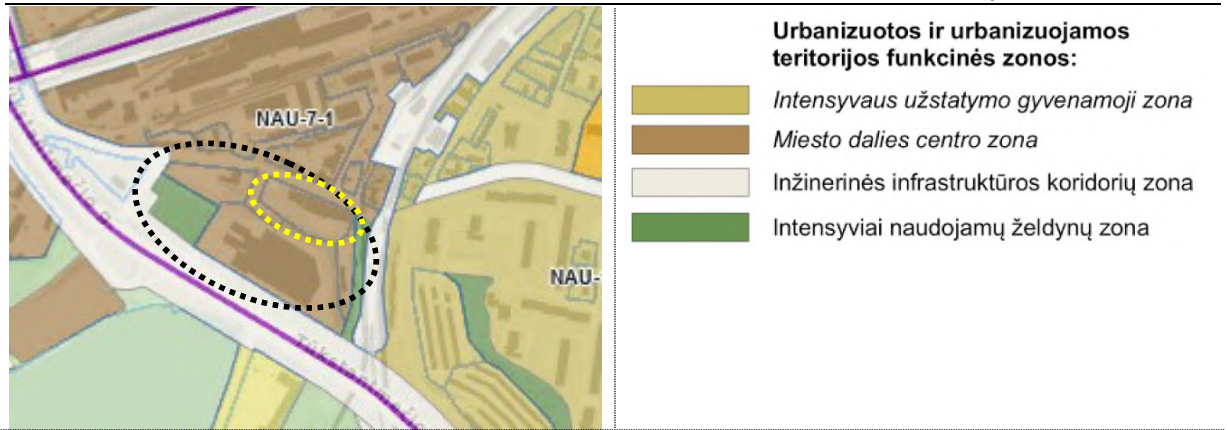 NAU-7-1
NAU-
Urbanizuotos ir urbanizuojamos
teritorijos funkcinės zonos:
Intensyvaus užstatymo gyvenamoji zona
Miesto dalies centro zona
Inžinerinės infrastruktūros koridorių zona
Intensyviai naudojamų želdynų zona